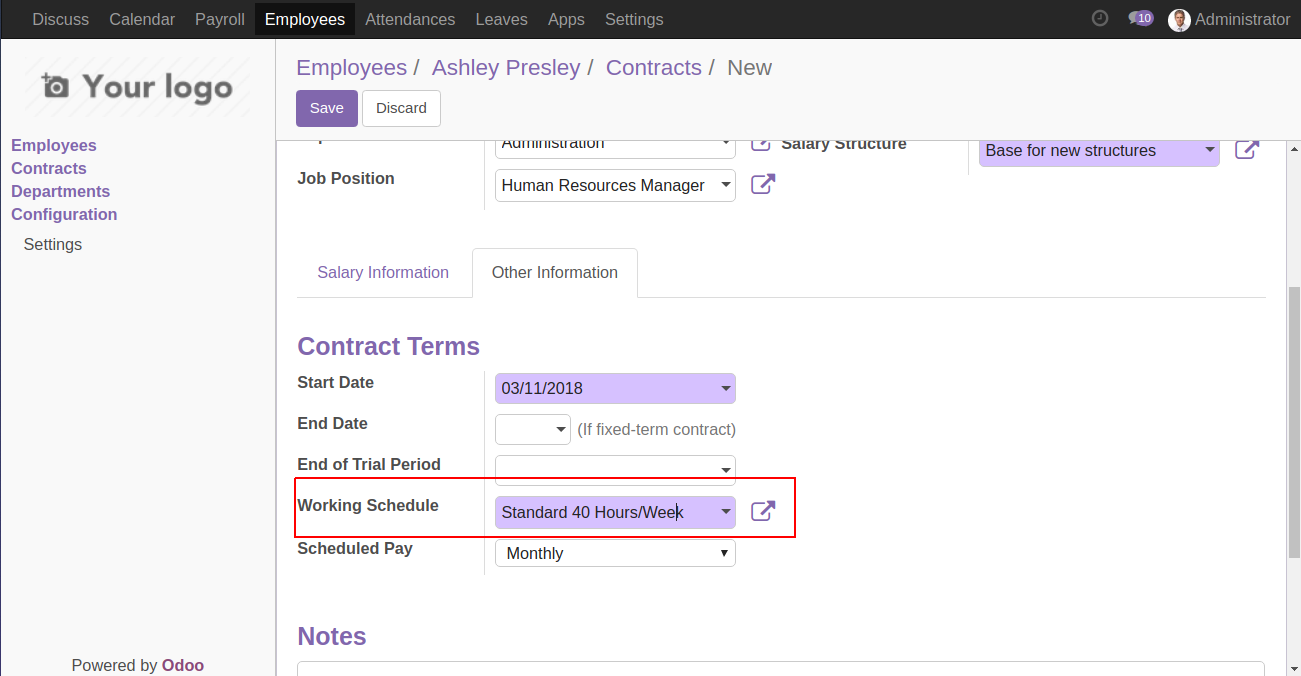 Discuss Calendar Payroll Employees Attendances Leaves Apps Settings 10 Administrator
Your logo
Employees
Contracts
Departments
Configuration
Settings
Powered by Odoo
Employees / Ashley Presley / Contracts / New
Save Discard
Administration Salary Structure Base for new structures
Job Position Human Resources Manager
Salary Information Other Information
Contract Terms
Start Date 03/11/2018
End Date (If fixed-term contract)
End of Trial Period
Working Schedule Standard 40 Hours/Week
Scheduled Pay Monthly
Notes